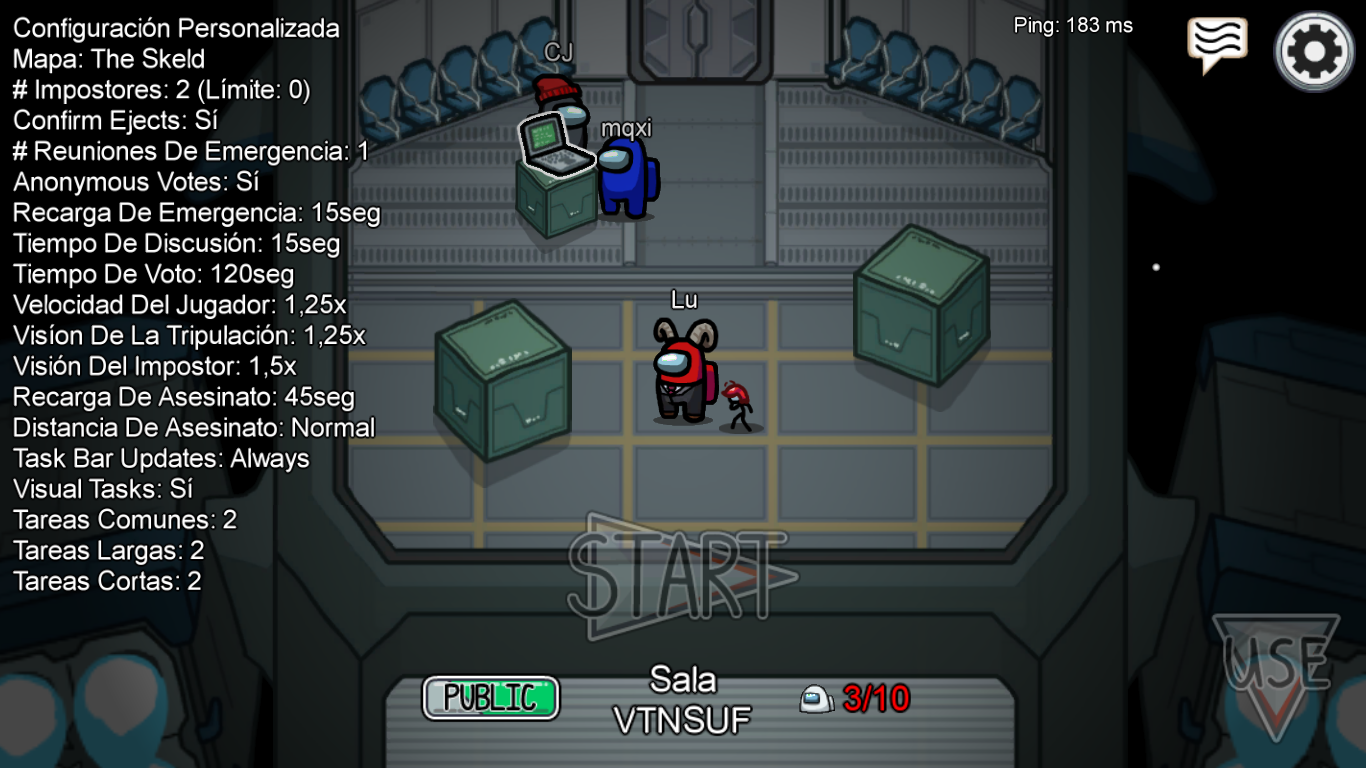 Configuración Personalizada
Mapa: The Skeld
# Impostores: 2 (Límite: 0)
Confirm Ejects: Sí
# Reuniones De Emergencia: 1
Anonymous Votes: Sí
Recarga De Emergencia: 15seg
Tiempo De Discusión: 15seg
Tiempo De Voto: 120seg
Velocidad Del Jugador: 1,25x
Visíon De La Tripulación: 1,25x
Visión Del Impostor: 1,5x
Recarga De Asesinato: 45seg
Distancia De Asesinato: Normal
Task Bar Updates: Always
Visual Tasks: Sí
Tareas Comunes: 2
Tareas Largas: 2
Tareas Cortas: 2
Ping: 183 ms
CJ
mqxi
Lu
START
USE
PUBLIC
Sala
VTNSUF
3/10